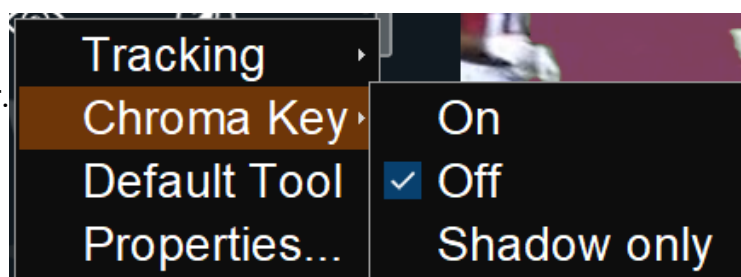 Tracking
Chroma Key
Default Tool
Properties...
On
Off
Shadow only